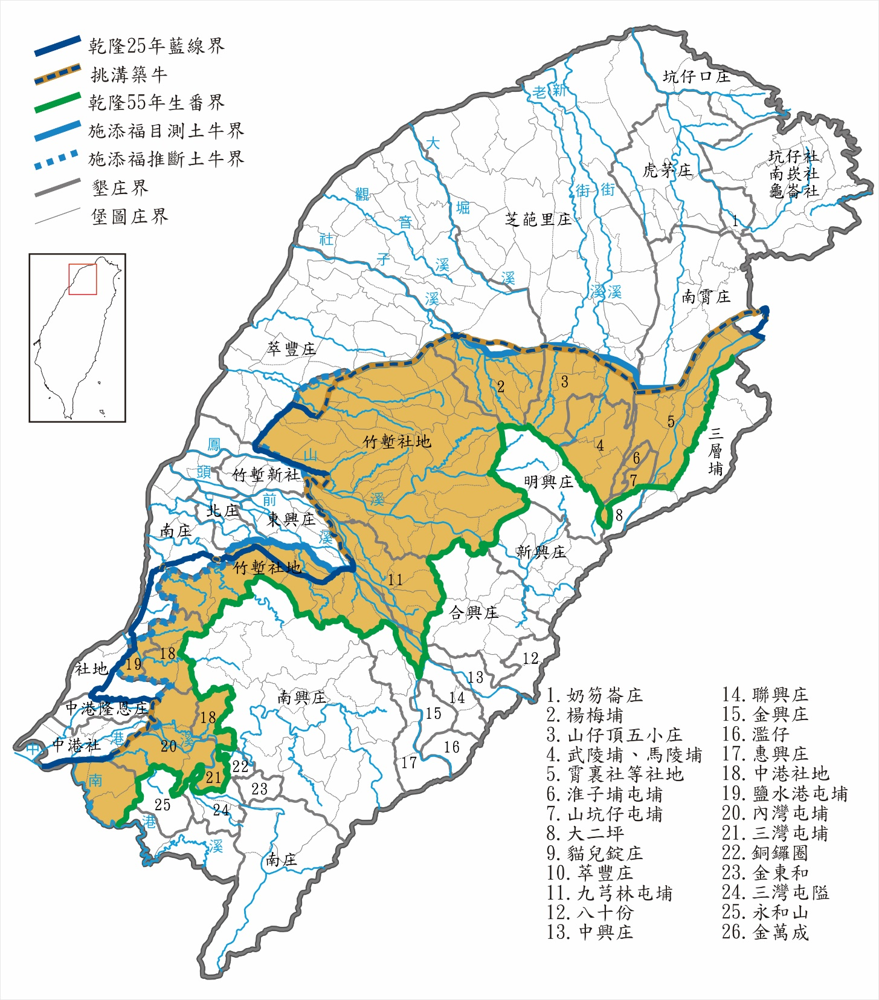 乾隆25年藍線界
挑溝築牛
乾隆55年生番界
施添福目測土牛界
施添福推斷土牛界
墾庄界
堡圖庄界
坑仔口庄
老
新
大
坑仔社
南崁社
龜崙社
虎茅庄
觀
街
街
堀
芝葩里庄
音
1
社
子
溪
溪
溪
溪
溪
南霄庄
萃豐庄
2
3
5
三
層
埔
竹塹社地
4
鳳
山
6
頭
竹塹新社
7
明興庄
前
溪
北庄
東興庄
8
南庄
溪
新興庄
竹塹社地
11
合興庄
18
19
12
社地
13
南興庄
14
中港隆恩庄
15
18
中港社
港
溪
中
20
16
17
22
南
21
23
25
24
港
溪
南庄
1. 奶笏崙庄
2. 楊梅埔
3. 山仔頂五小庄
4. 武陵埔、馬陵埔
5. 霄裏社等社地
6. 淮子埔屯埔
7. 山坑仔屯埔
8. 大二坪
9. 貓兒錠庄
10. 萃豐庄
11. 九芎林屯埔
12. 八十份
13. 中興庄
14. 聯興庄
15. 金興庄
16. 濫仔
17. 惠興庄
18. 中港社地
19. 鹽水港屯埔
20. 內灣屯埔
21. 三灣屯埔
22. 銅鑼圈
23. 金東和
24. 三灣屯隘
25. 永和山
26. 金萬成